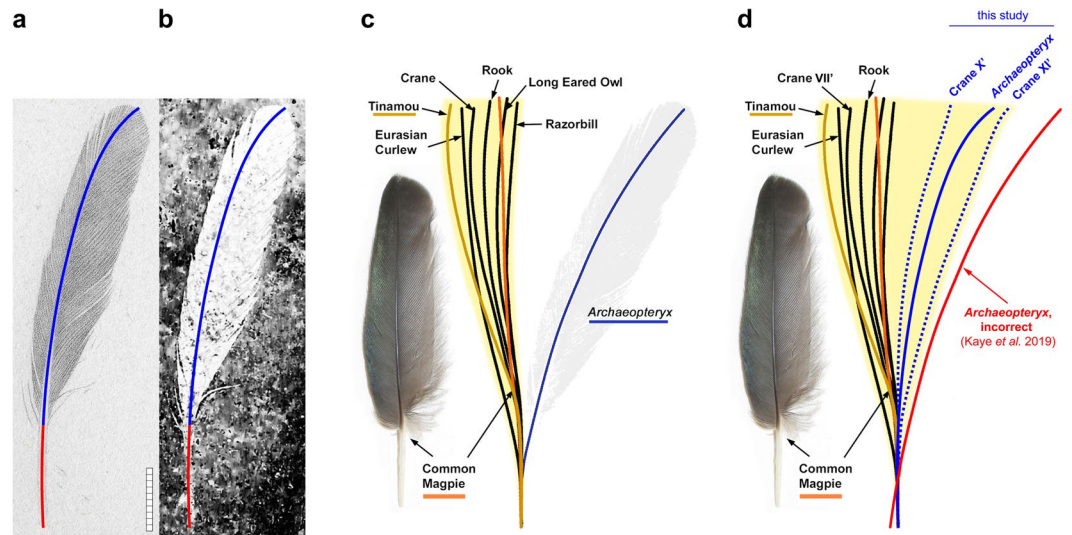 a
b
c
d
Crane
Rook
Long Eared Owl
Tinamou
Eurasian
Curlew
Razorbill
Archaeopteryx
Common
Magpie
this study
Crane X'
Archaeopteryx
Crane XI'
Crane VII'
Rook
Tinamou
Eurasian
Curlew
Archaeopteryx,
incorrect
(Kaye et al. 2019)
Common
Magpie